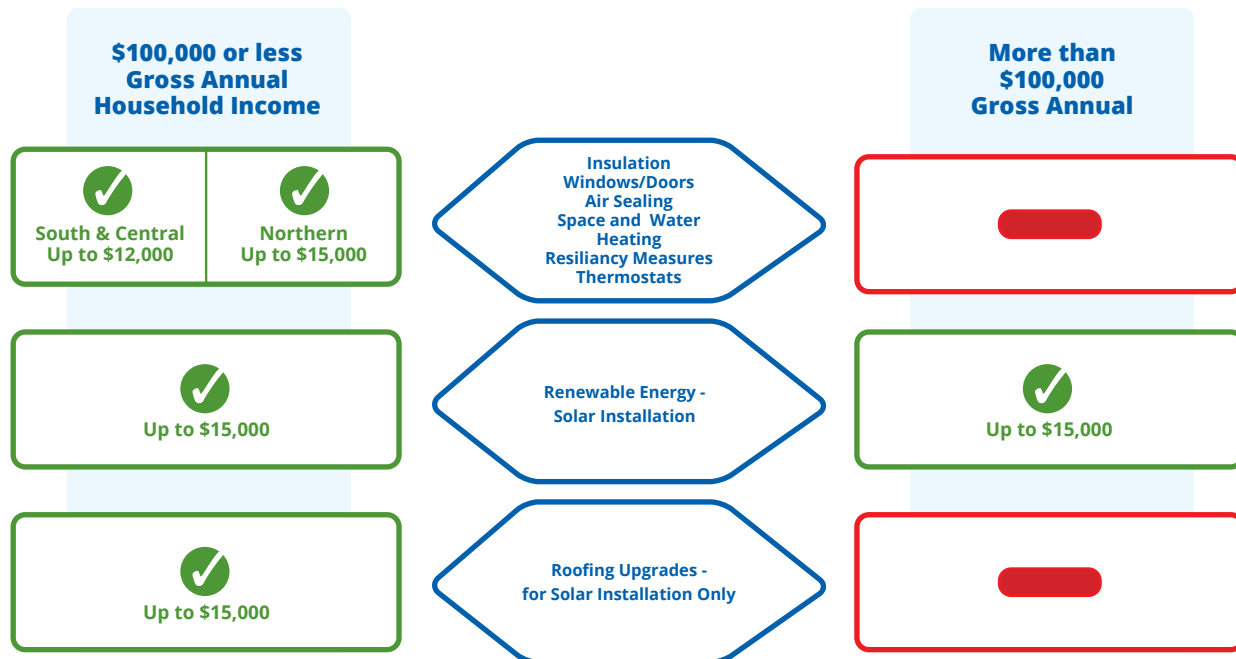 $100,000 or less
Gross Annual
Household Income
More than
$100,000
Gross Annual
South & Central
Up to $12,000
Northern
Up to $15,000
Insulation
Windows/Doors
Air Sealing
Space and Water
Heating
Resiliancy Measures
Thermostats
Up to $15,000
Renewable Energy -
Solar Installation
Up to $15,000
Up to $15,000
Roofing Upgrades -
for Solar Installation Only